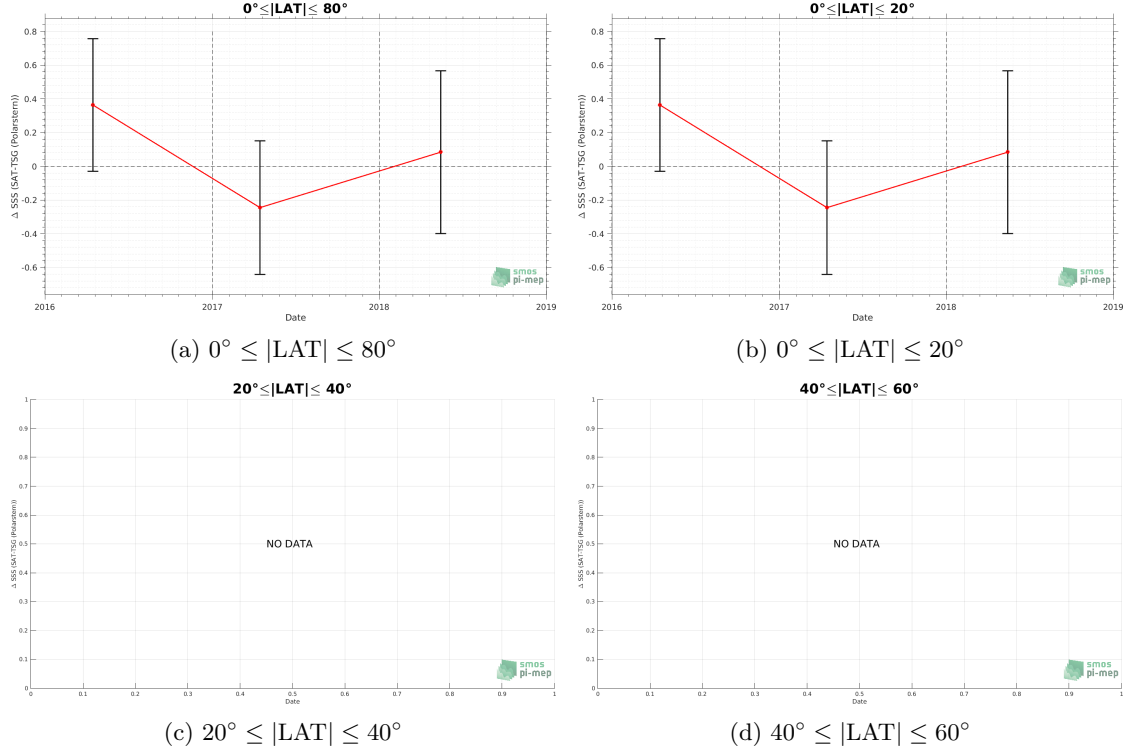 0°≤|LAT|≤ 80°
0.8
0.6
0.4
0.2
0
-0.2
-0.4
-0.6
Δ SSS (SAT-TSG (Polarstern))
2016
2017
2018
2019
Date
smos
pi-mep
(a) 0° ≤ |LAT| ≤ 80°
0°≤|LAT|≤ 20°
0.8
0.6
0.4
0.2
0
-0.2
-0.4
-0.6
Δ SSS (SAT-TSG (Polarstern))
2016
2017
2018
2019
Date
smos
pi-mep
(b) 0° ≤ |LAT| ≤ 20°
20°≤|LAT|≤ 40°
1
0.9
0.8
0.7
0.6
0.5
0.4
0.3
0.2
0.1
0
Δ SSS (SAT-TSG (Polarstern))
NO DATA
0
0.1
0.2
0.3
0.4
0.5
0.6
0.7
0.8
0.9
1
Date
smos
pi-mep
(c) 20° ≤ |LAT| ≤ 40°
40°≤|LAT|≤ 60°
1
0.9
0.8
0.7
0.6
0.5
0.4
0.3
0.2
0.1
0
Δ SSS (SAT-TSG (Polarstern))
NO DATA
0
0.1
0.2
0.3
0.4
0.5
0.6
0.7
0.8
0.9
1
Date
smos
pi-mep
(d) 40° ≤ |LAT| ≤ 60°